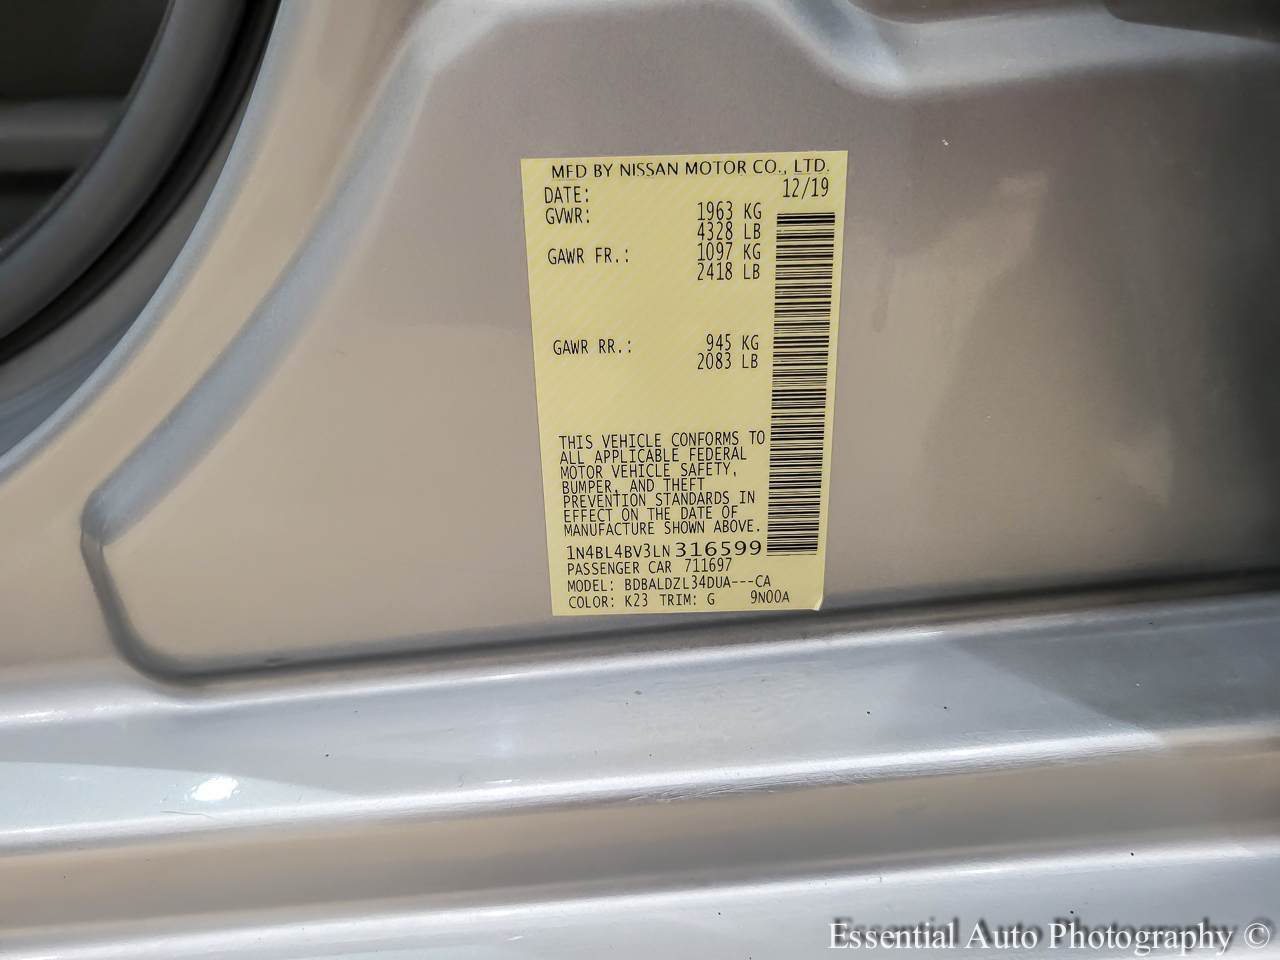 MFD BY NISSAN MOTOR CO., LTD.
DATE: 12/19
GVWR: 1963 KG
4328 LB
GAWR FR.: 1097 KG
2418 LB
GAWR RR.: 945 KG
2083 LB
THIS VEHICLE CONFORMS TO
ALL APPLICABLE FEDERAL
MOTOR VEHICLE SAFETY,
BUMPER, AND THEFT
PREVENTION STANDARDS IN
EFFECT ON THE DATE OF
MANUFACTURE SHOWN ABOVE.
1N4BL4BV3LN316599
PASSENGER CAR 711697
MODEL: BDBALDZL34DUA---CA
COLOR: K23 TRIM: G 9N00A
Essential Auto Photography ©